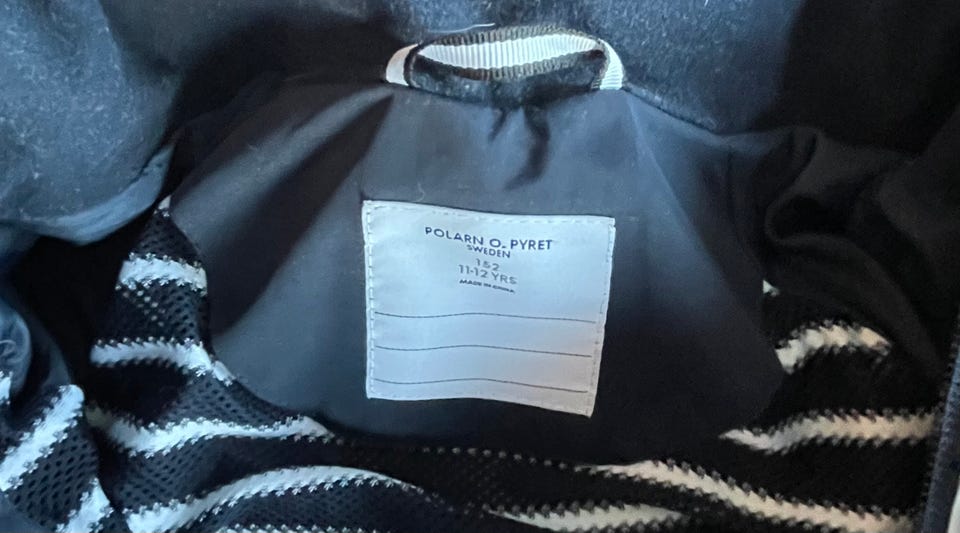 POLARN O. PYRET
SWEDEN
152
11-12 YRS
MADE IN CHINA